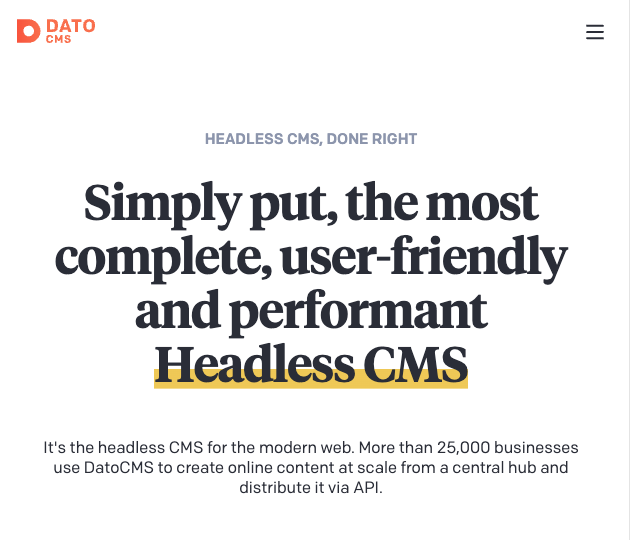 DATO
CMS
HEADLESS CMS, DONE RIGHT
Simply put, the most
complete, user-friendly
and performant
Headless CMS
It's the headless CMS for the modern web. More than 25,000 businesses
use DatoCMS to create online content at scale from a central hub and
distribute it via API.